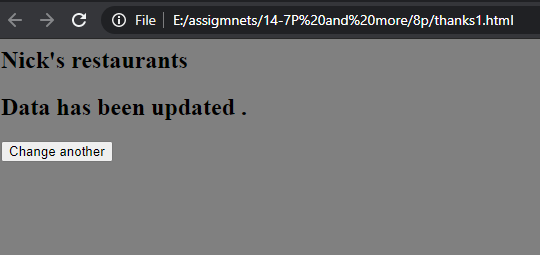 File E:/assigmnets/14-7P%20and%20more/8p/thanks1.html
Nick's restaurants
Data has been updated .
Change another